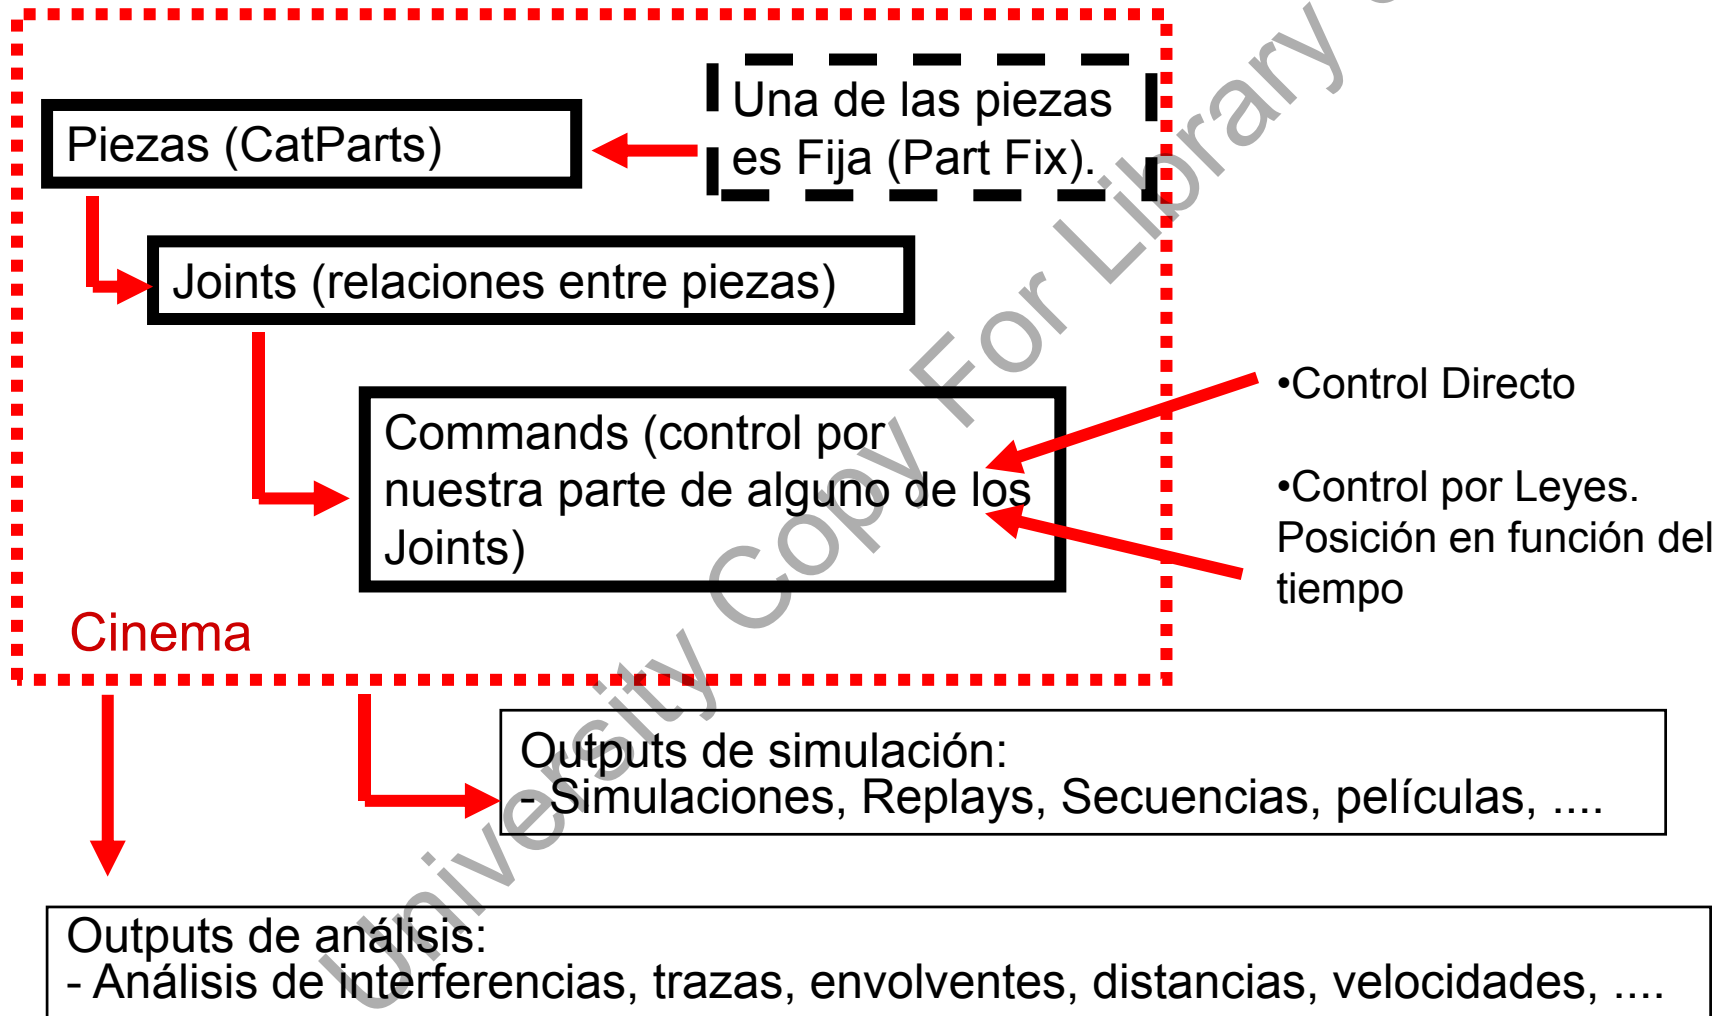 Una de las piezas
es Fija (Part Fix).
Piezas (CatParts)
Joints (relaciones entre piezas)
Commands (control por
nuestra parte de alguno de los
Joints)
•Control Directo
•Control por Leyes.
Posición en función del
tiempo
Cinema
Outputs de simulación:
- Simulaciones, Replays, Secuencias, películas, ....
Outputs de análisis:
- Análisis de interferencias, trazas, envolventes, distancias, velocidades, ....
University Copy For Library